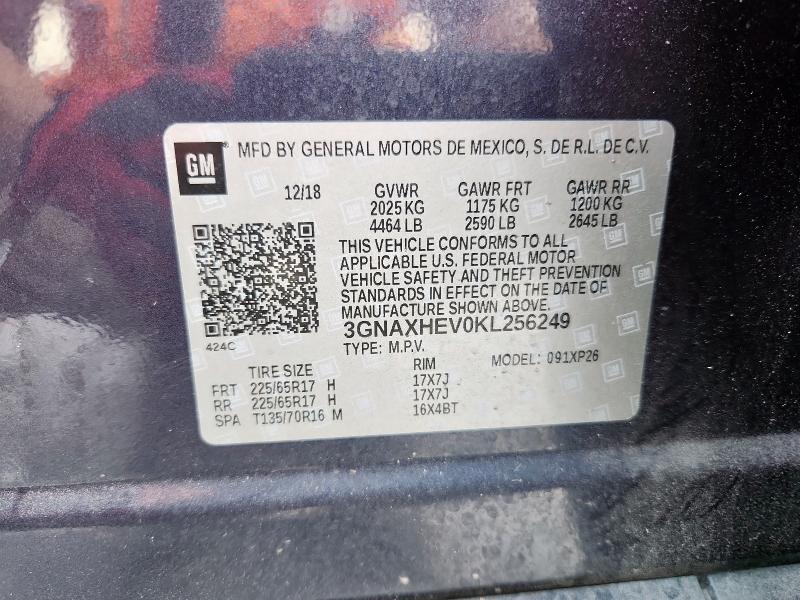 GM MFD BY GENERAL MOTORS DE MEXICO, S. DE R.L. DE C.V.
12/18 GVWR GAWR FRT GAWR RR
2025 KG 1175 KG 1200 KG
4464 LB 2590 LB 2645 LB
THIS VEHICLE CONFORMS TO ALL
APPLICABLE U.S. FEDERAL MOTOR
VEHICLE SAFETY AND THEFT PREVENTION
STANDARDS IN EFFECT ON THE DATE OF
MANUFACTURE SHOWN ABOVE.
3GNAXHEV0KL256249
424C TYPE: M.P.V. MODEL: 091XP26
TIRE SIZE RIM
FRT 225/65R17 H 17X7J
RR 225/65R17 H 17X7J
SPA T135/70R16 M 16X4BT